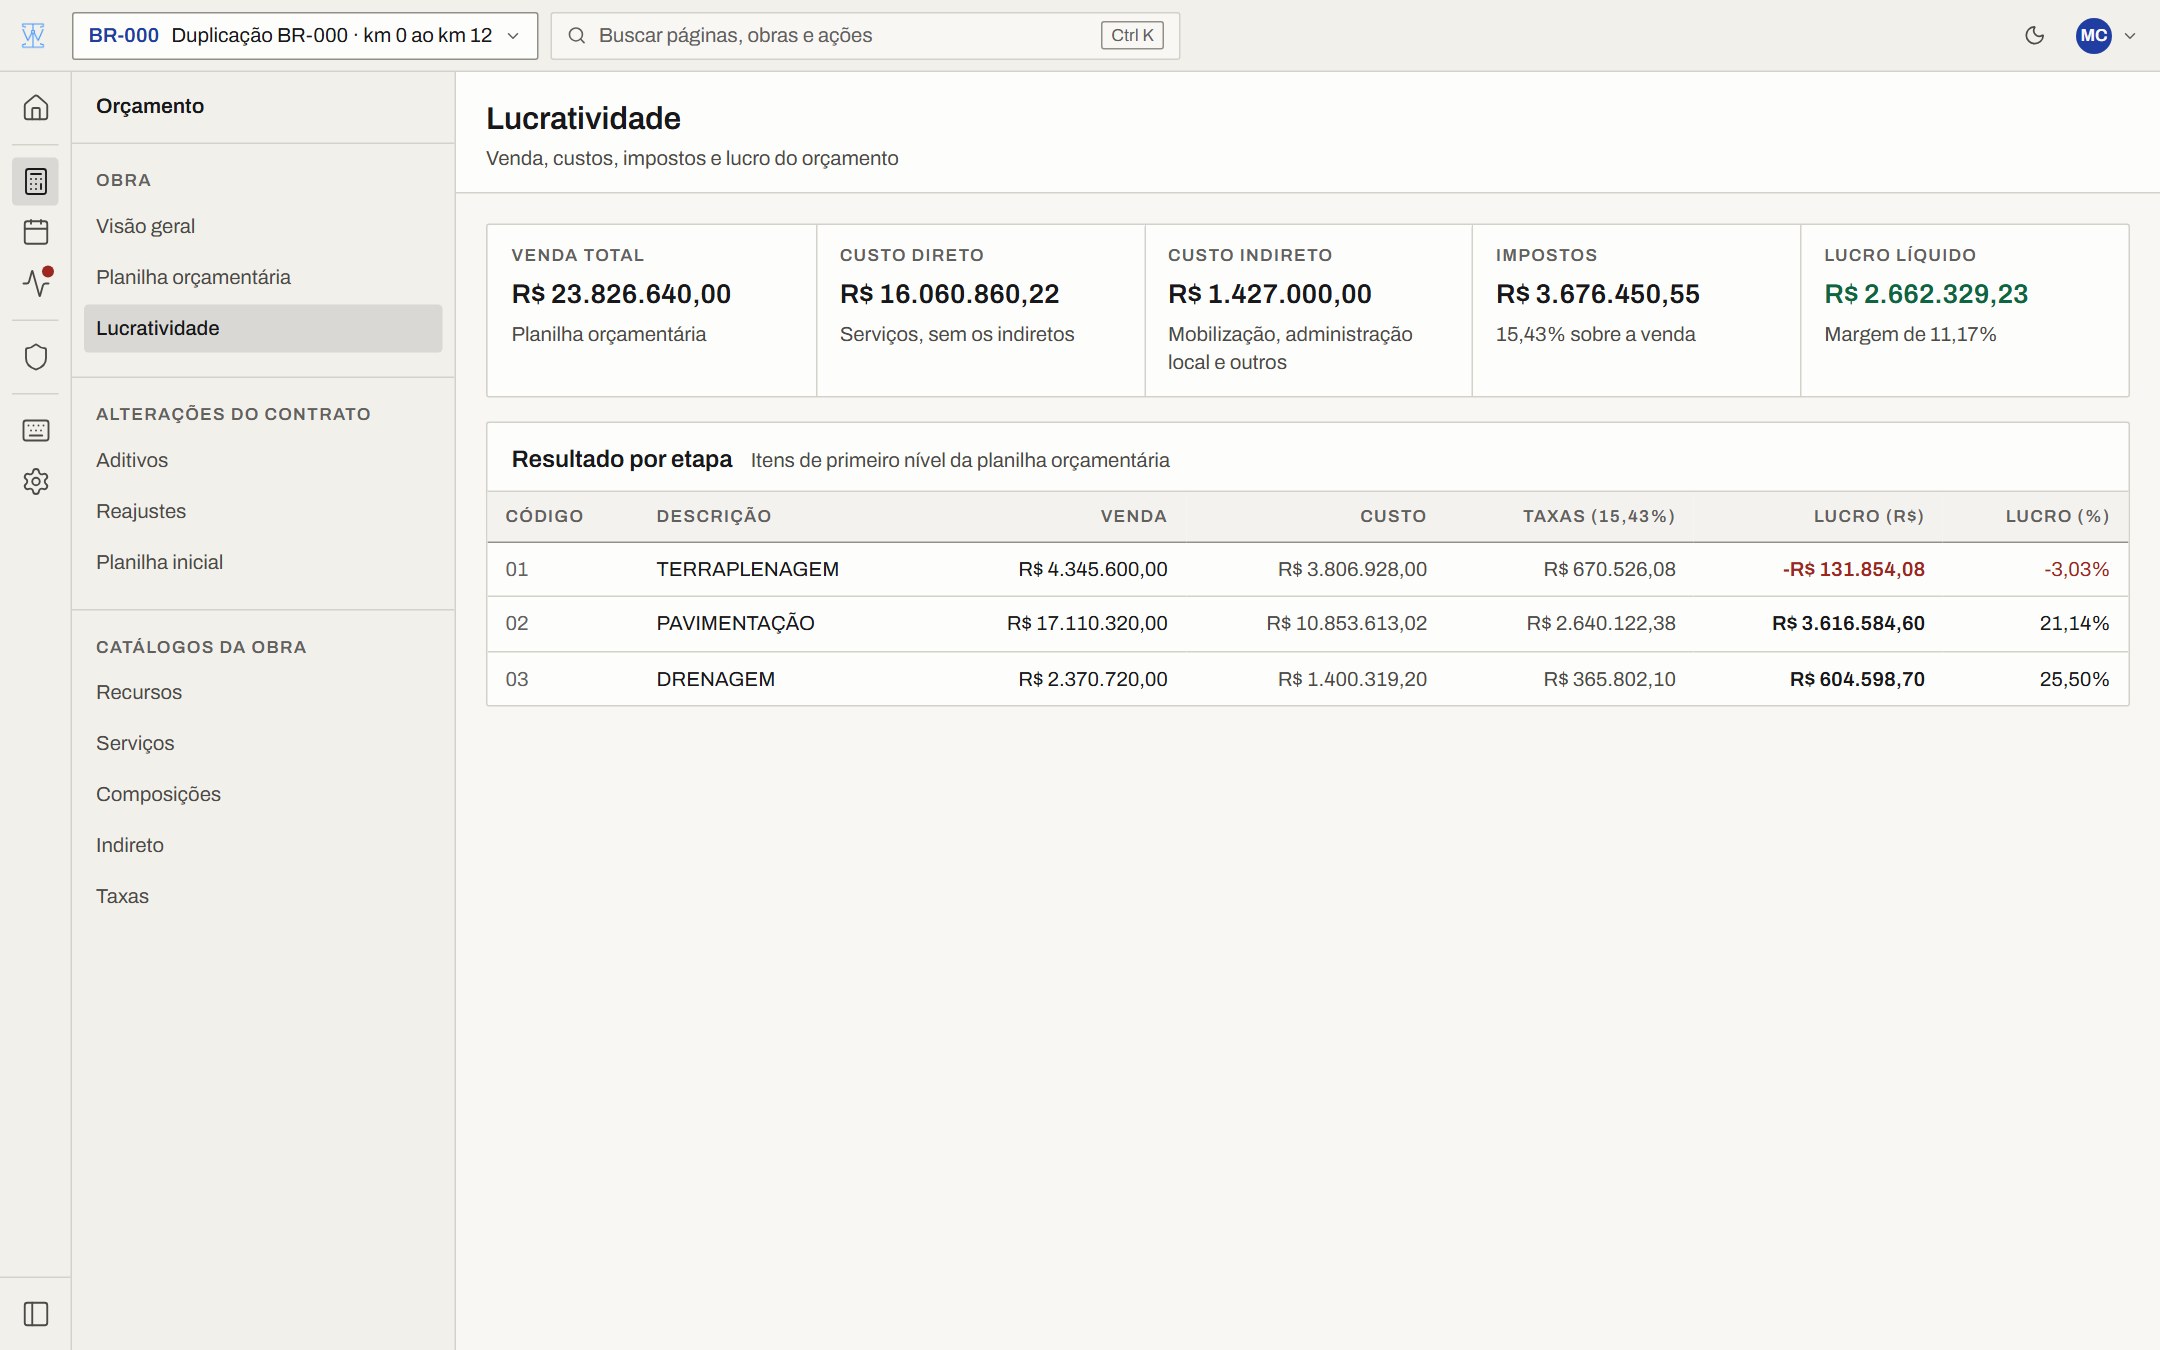 BR-000 Duplicação BR-000 · km 0 ao km 12
Buscar páginas, obras e ações
Ctrl K
MC
Orçamento
OBRA
Visão geral
Planilha orçamentária
Lucratividade
ALTERAÇÕES DO CONTRATO
Aditivos
Reajustes
Planilha inicial
CATÁLOGOS DA OBRA
Recursos
Serviços
Composições
Indireto
Taxas
Lucratividade
Venda, custos, impostos e lucro do orçamento
VENDA TOTAL
R$ 23.826.640,00
Planilha orçamentária
CUSTO DIRETO
R$ 16.060.860,22
Serviços, sem os indiretos
CUSTO INDIRETO
R$ 1.427.000,00
Mobilização, administração
local e outros
IMPOSTOS
R$ 3.676.450,55
15,43% sobre a venda
LUCRO LÍQUIDO
R$ 2.662.329,23
Margem de 11,17%
Resultado por etapa Itens de primeiro nível da planilha orçamentária
CÓDIGO DESCRIÇÃO VENDA CUSTO TAXAS (15,43%) LUCRO (R$) LUCRO (%)
01 TERRAPLENAGEM R$ 4.345.600,00 R$ 3.806.928,00 R$ 670.526,08 -R$ 131.854,08 -3,03%
02 PAVIMENTAÇÃO R$ 17.110.320,00 R$ 10.853.613,02 R$ 2.640.122,38 R$ 3.616.584,60 21,14%
03 DRENAGEM R$ 2.370.720,00 R$ 1.400.319,20 R$ 365.802,10 R$ 604.598,70 25,50%